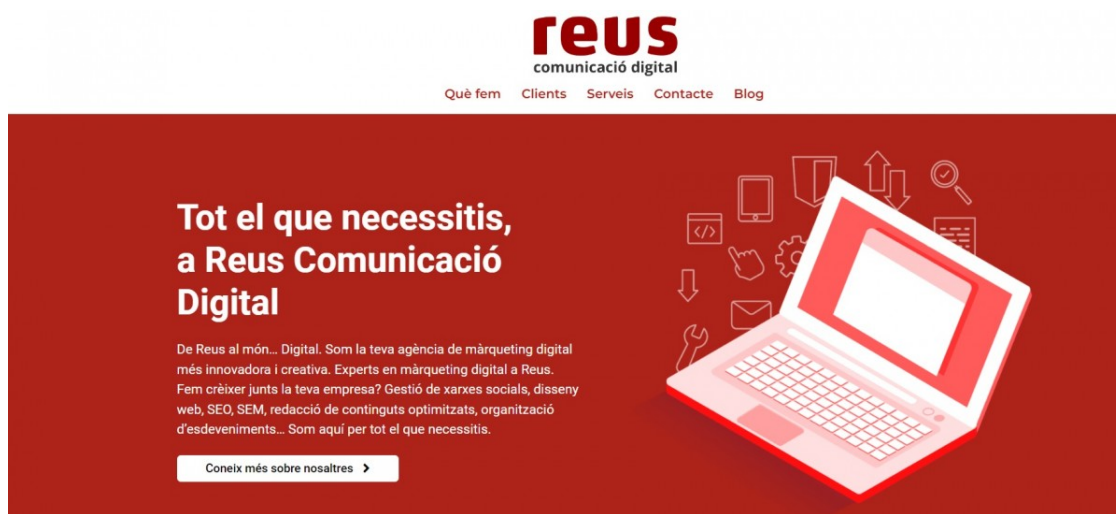 reus
comunicació digital
Què fem Clients Serveis Contacte Blog
Tot el que necessitis,
a Reus Comunicació
Digital
De Reus al món... Digital. Som la teva agència de màrqueting digital
més innovadora i creativa. Experts en màrqueting digital a Reus.
Fem crèixer junts la teva empresa? Gestió de xarxes socials, disseny
web, SEO, SEM, redacció de continguts optimitzats, organització
d'esdeveniments... Som aquí per tot el que necessitis.
Coneix més sobre nosaltres